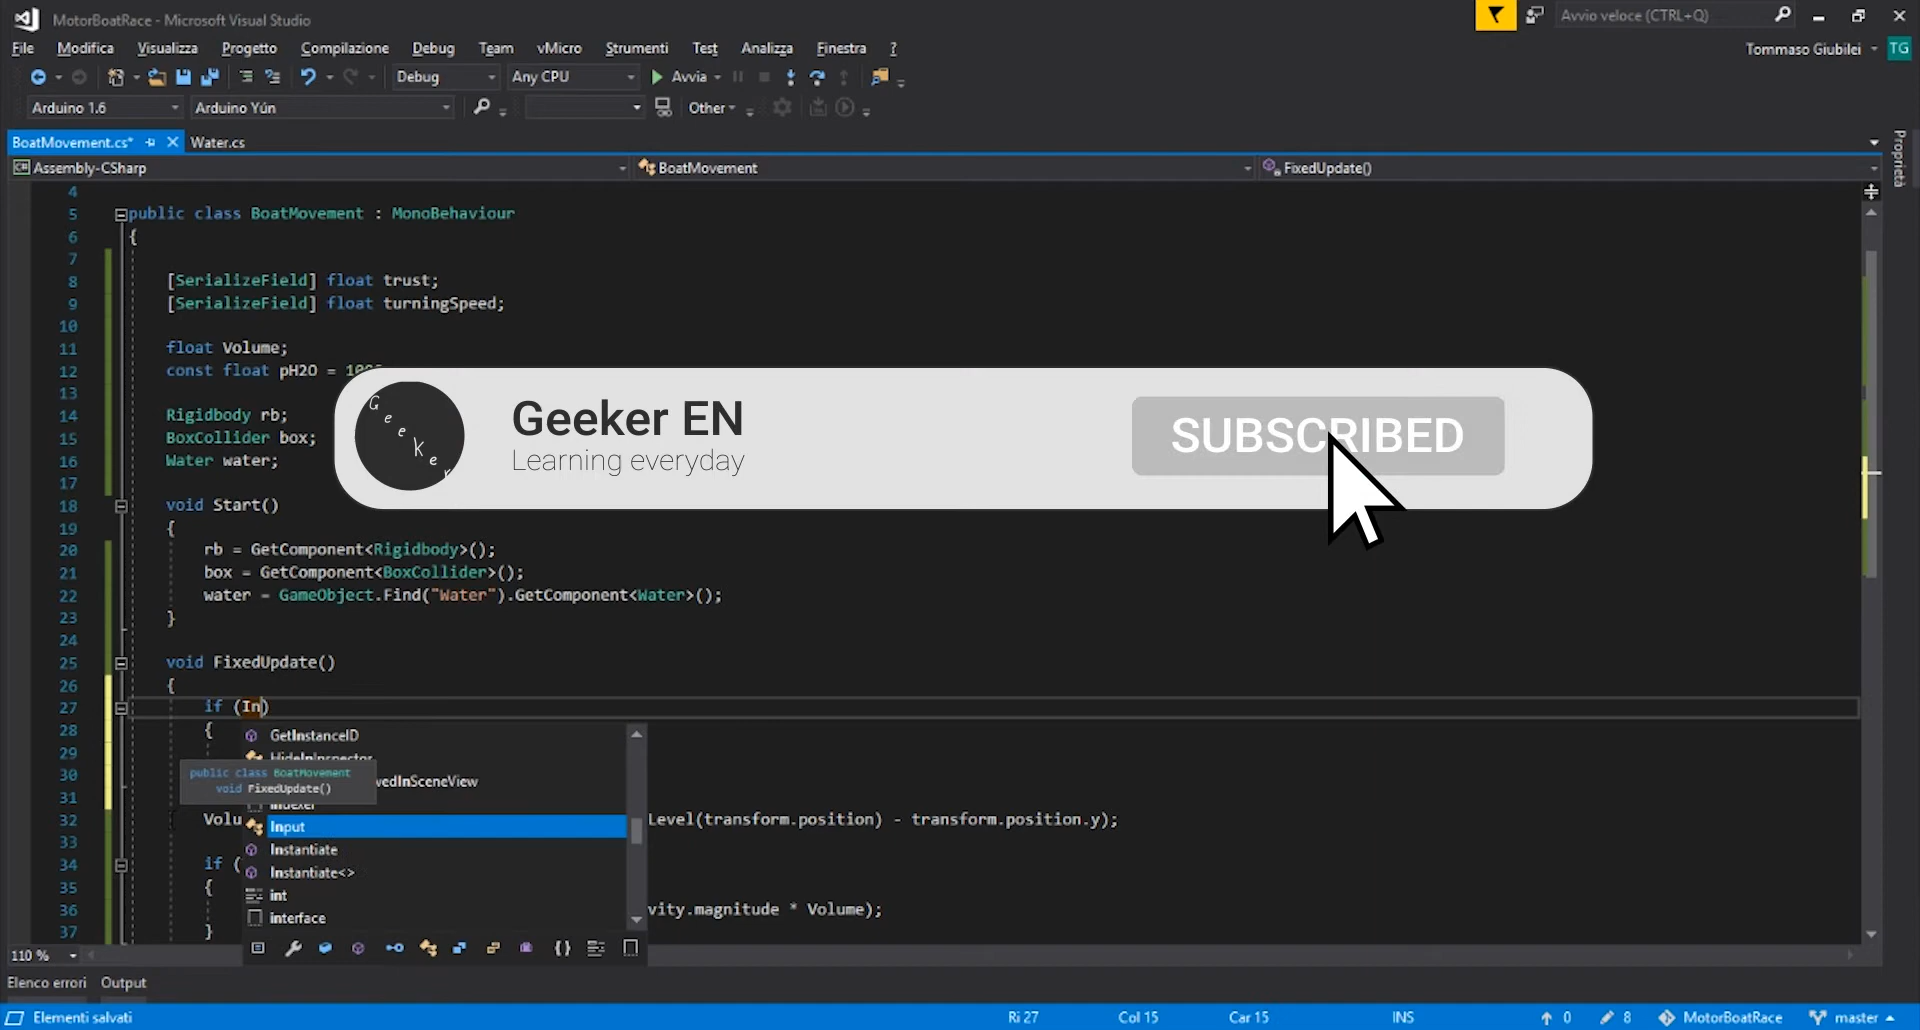 MotorBoatRace - Microsoft Visual Studio
Avvio veloce (CTRL+Q)
File Modifica Visualizza Progetto Compilazione Debug Team vMicro Strumenti Test Analizza Finestra ?
Tommaso Giubilei TG
Debug Any CPU Avvia
Arduino 1.6 Arduino Yún Other
BoatMovement.cs* Water.cs
Proprietà
Assembly-CSharp BoatMovement FixedUpdate()
4
5 public class BoatMovement : MonoBehaviour
6 {
7
8 [SerializeField] float trust;
9 [SerializeField] float turningSpeed;
10
11 float Volume;
12 const float pH2O =
13
14 Rigidbody rb;
15 BoxCollider box;
16 Water water;
17
Geeker
Geeker EN
Learning everyday
SUBSCRIBED
18 void Start()
19 {
20 rb = GetComponent<Rigidbody>();
21 box = GetComponent<BoxCollider>();
22 water = GameObject.Find("Water").GetComponent<Water>();
23 }
24
25 void FixedUpdate()
26 {
27 if (In)
28 {
29
30
31
32 Volu Level(transform.position) - transform.position.y);
33
34 if (
35 {
36 vity.magnitude * Volume);
37 }
GetInstanceID
HideInInspector
wedInSceneView
public class BoatMovement
void FixedUpdate()
indexer
Input
Instantiate
Instantiate<>
int
interface
{ }
110 %
Elenco errori Output
Elementi salvati Ri 27 Col 15 Car 15 INS 0 8 MotorBoatRace master